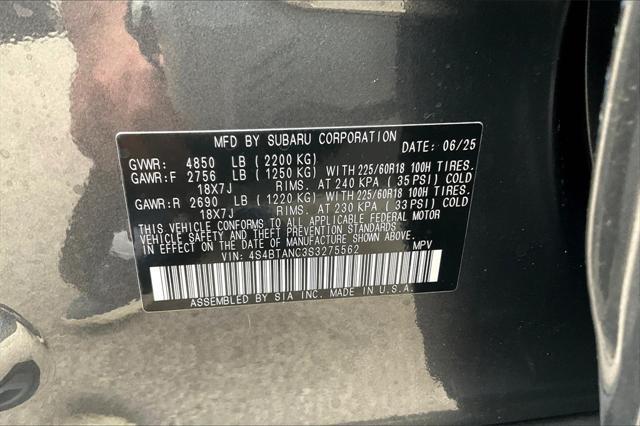 MFD BY SUBARU CORPORATION DATE: 06/25
GVWR: 4850 LB (2200 KG)
GAWR:F 2756 LB (1250 KG) WITH 225/60R18 100H TIRES.
18X7J RIMS. AT 240 KPA (35 PSI) COLD
GAWR:R 2690 LB (1220 KG) WITH 225/60R18 100H TIRES.
18X7J RIMS. AT 230 KPA (33 PSI) COLD
THIS VEHICLE CONFORMS TO ALL APPLICABLE FEDERAL MOTOR
VEHICLE SAFETY AND THEFT PREVENTION STANDARDS
IN EFFECT ON THE DATE OF MANUFACTURE SHOWN ABOVE.
VIN: 4S4BTANC3S3275562 MPV
ASSEMBLED BY SIA INC. MADE IN U.S.A.